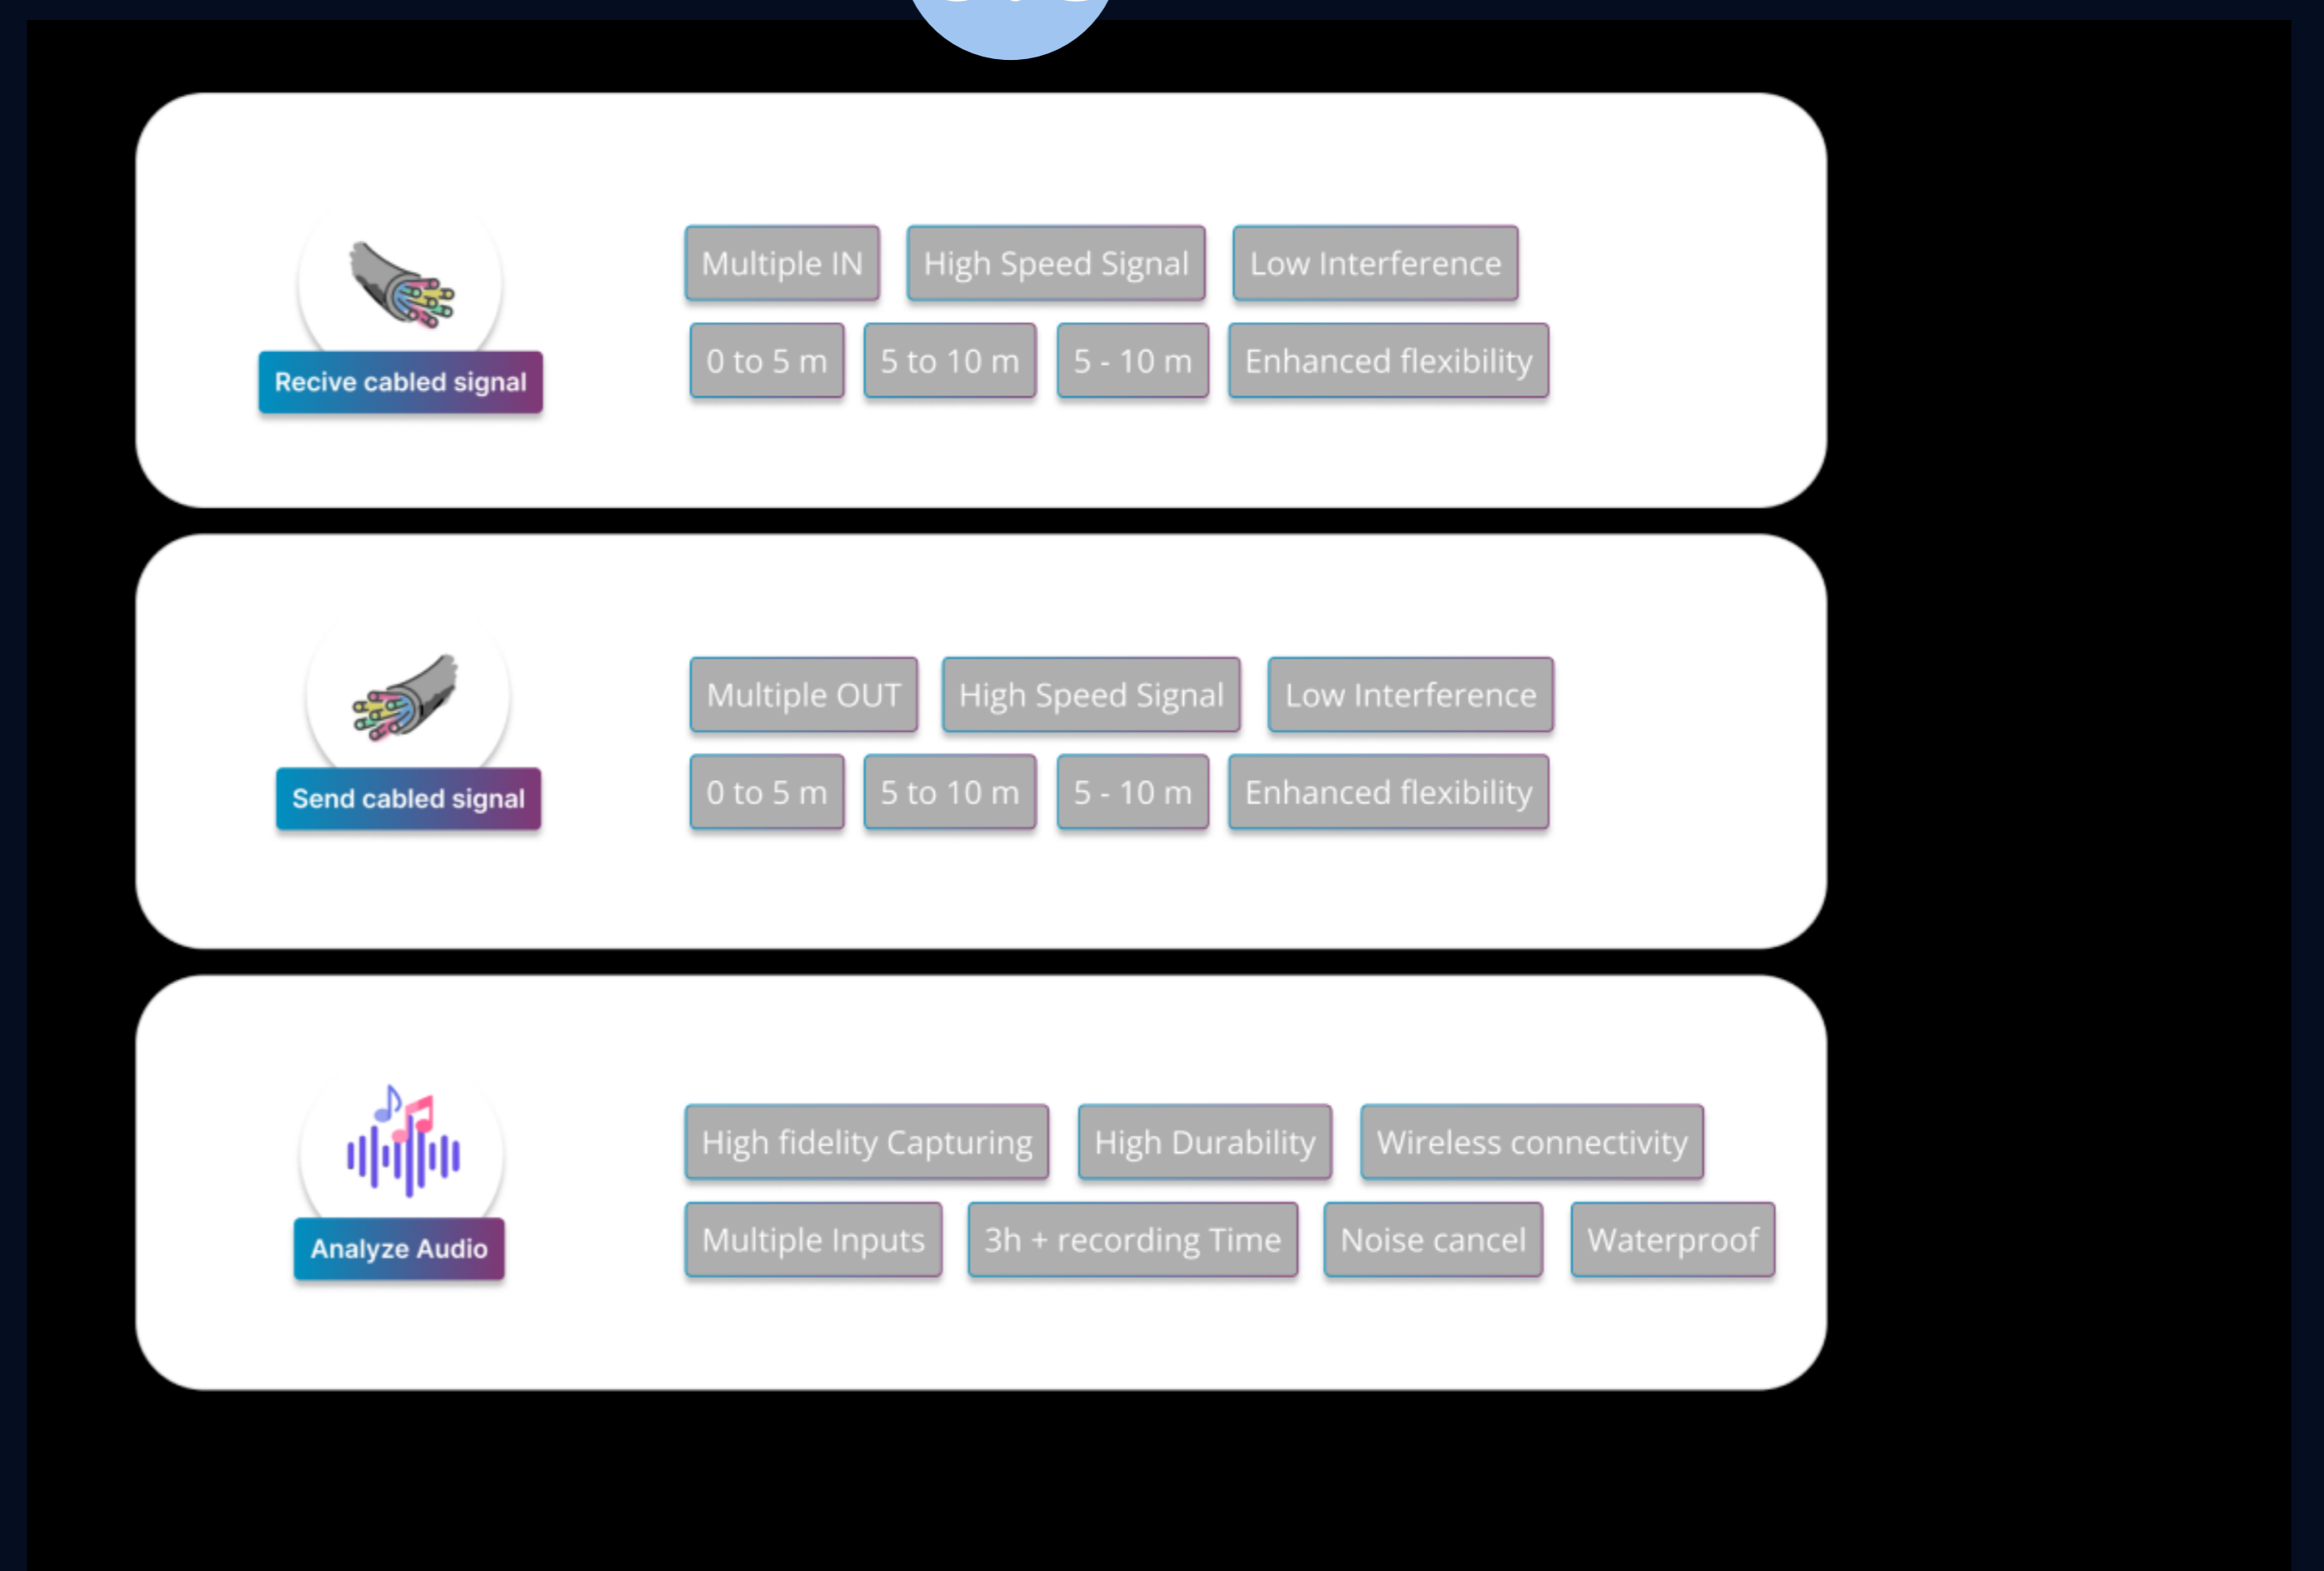 Multiple IN High Speed Signal Low Interference
0 to 5 m 5 to 10 m 5 - 10 m Enhanced flexibility
Recive cabled signal
Multiple OUT High Speed Signal Low Interference
0 to 5 m 5 to 10 m 5 - 10 m Enhanced flexibility
Send cabled signal
High fidelity Capturing High Durability Wireless connectivity
Multiple Inputs 3h + recording Time Noise cancel Waterproof
Analyze Audio